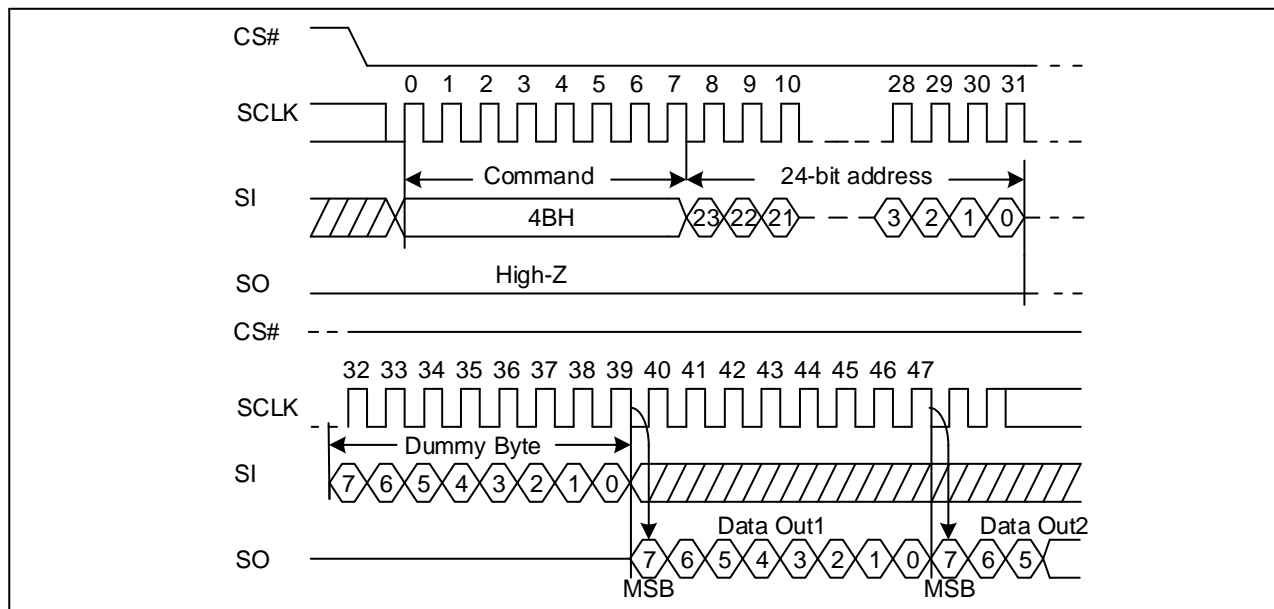 CS#
0 1 2 3 4 5 6 7 8 9 10 28 29 30 31
SCLK
Command 24-bit address
SI
4BH 23 22 21 3 2 1 0
High-Z
SO
CS#
32 33 34 35 36 37 38 39 40 41 42 43 44 45 46 47
SCLK
Dummy Byte
SI
7 6 5 4 3 2 1 0
Data Out1 Data Out2
SO
7 6 5 4 3 2 1 0 7 6 5
MSB MSB